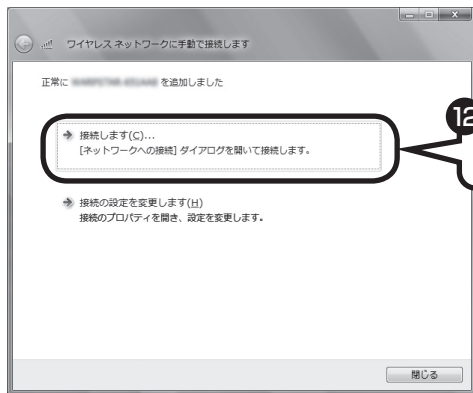 ワイヤレス ネットワークに手動で接続します
正常に を追加しました
接続します(C)...
[ネットワークへの接続] ダイアログを開いて接続します。
12
接続の設定を変更します(H)
接続のプロパティを開き、設定を変更します。
閉じる